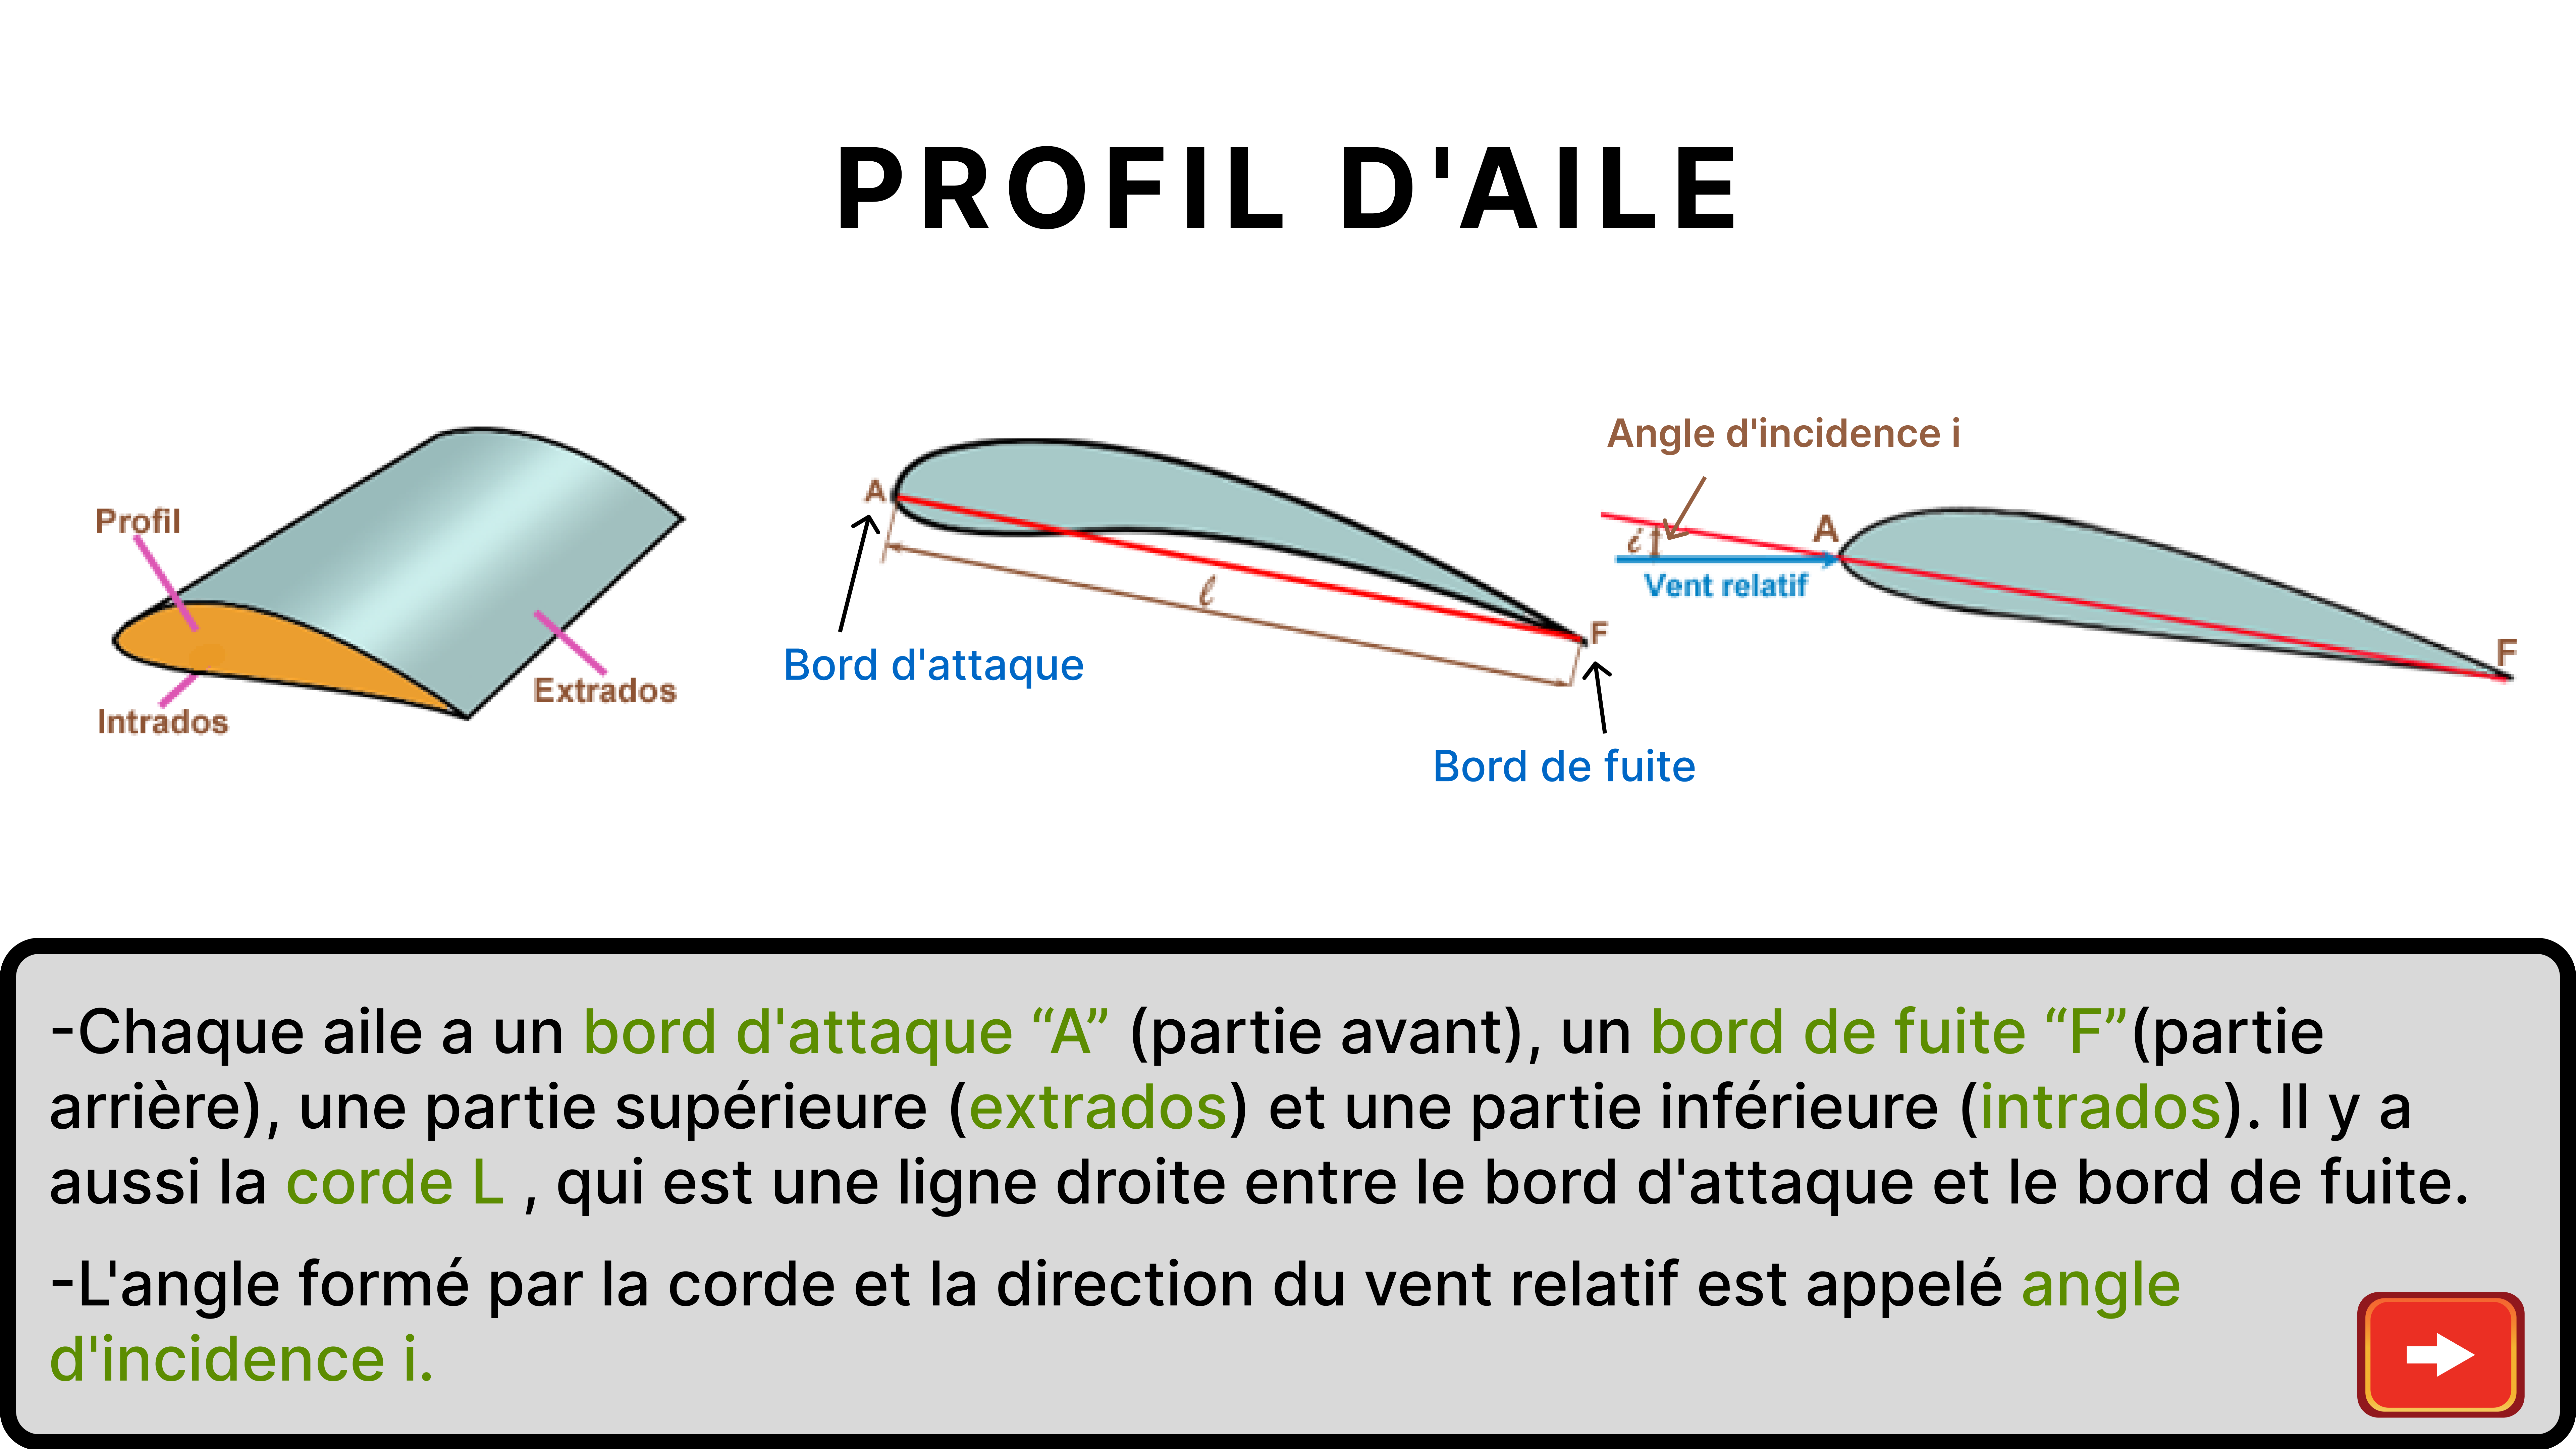 PROFIL D'AILE
Profil
Intrados
Extrados
A
ℓ
F
Bord d'attaque
Bord de fuite
Angle d'incidence i
i
A
Vent relatif
F
-Chaque aile a un bord d'attaque “A” (partie avant), un bord de fuite “F”(partie
arrière), une partie supérieure (extrados) et une partie inférieure (intrados). Il y a
aussi la corde L , qui est une ligne droite entre le bord d'attaque et le bord de fuite.
-L'angle formé par la corde et la direction du vent relatif est appelé angle
d'incidence i.